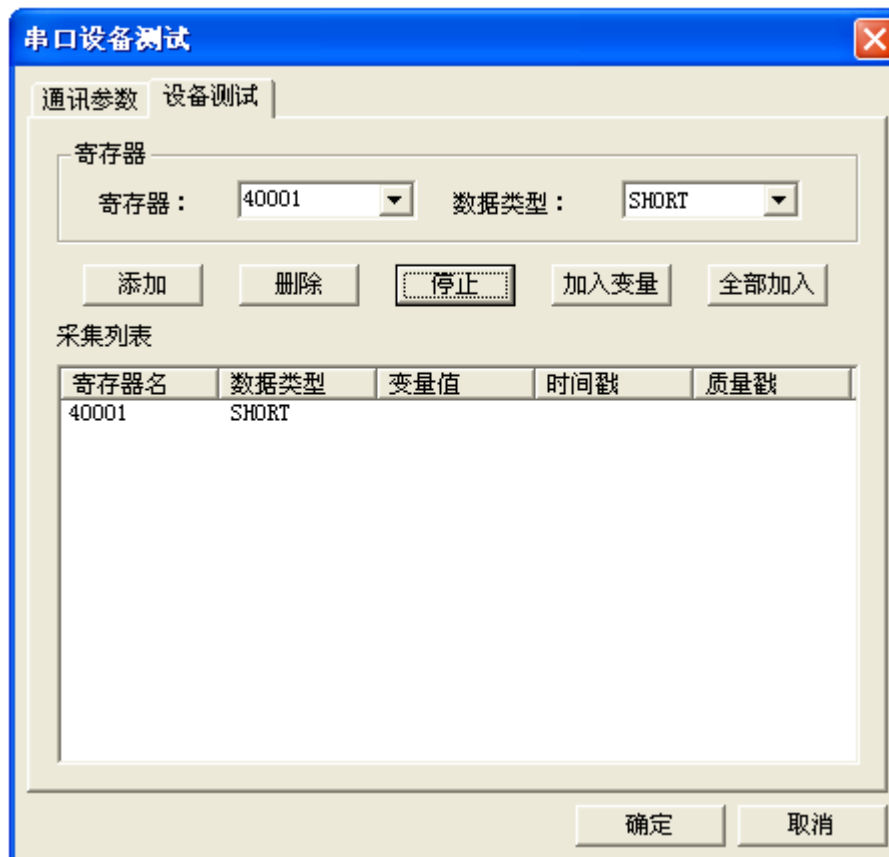 串口设备测试
通讯参数 设备测试
寄存器
寄存器： 40001 数据类型： SHORT
添加 删除 停止 加入变量 全部加入
采集列表
寄存器名 数据类型 变量值 时间戳 质量戳
40001 SHORT
确定 取消